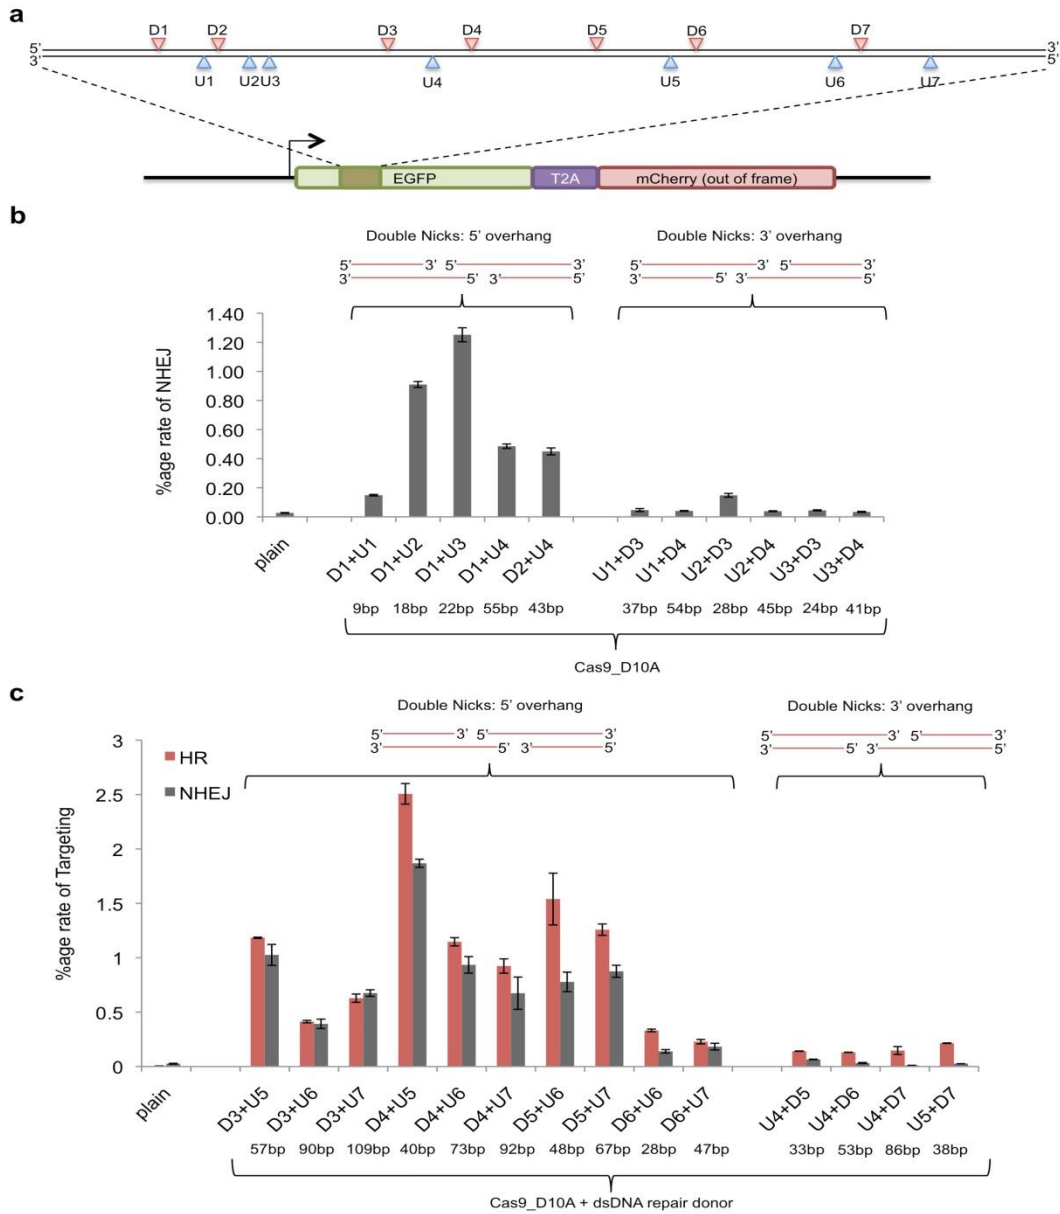 a
D1 D2 D3 D4 D5 D6 D7
5' 3'
3' 5'
U1 U2 U3 U4 U5 U6 U7
EGFP T2A mCherry (out of frame)
b
Double Nicks: 5' overhang Double Nicks: 3' overhang
5' 3' 5' 3' 5' 3' 5' 3'
3' 5' 3' 5' 3' 5' 3' 5'
%age rate of NHEJ
1.40
1.20
1.00
0.80
0.60
0.40
0.20
0.00
plain D1+U1 D1+U2 D1+U3 D1+U4 D2+U4 U1+D3 U1+D4 U2+D3 U2+D4 U3+D3 U3+D4
9bp 18bp 22bp 55bp 43bp 37bp 54bp 28bp 45bp 24bp 41bp
Cas9_D10A
c
Double Nicks: 5' overhang Double Nicks: 3' overhang
5' 3' 5' 3' 5' 3' 5' 3'
3' 5' 3' 5' 3' 5' 3' 5'
HR
NHEJ
%age rate of Targeting
3
2.5
2
1.5
1
0.5
0
plain D3+U5 D3+U6 D3+U7 D4+U5 D4+U6 D4+U7 D5+U6 D5+U7 D6+U6 D6+U7 U4+D5 U4+D6 U4+D7 U5+D7
57bp 90bp 109bp 40bp 73bp 92bp 48bp 67bp 28bp 47bp 33bp 53bp 86bp 38bp
Cas9_D10A + dsDNA repair donor